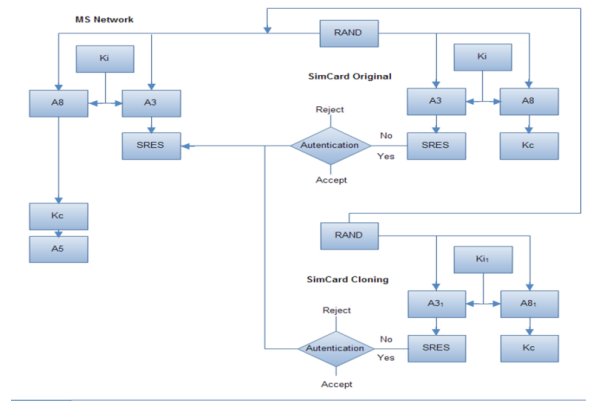 MS Network
RAND
Ki
Ki
SimCard Original
A8
A3
A3
A8
Reject
No
SRES
Autentication
SRES
Kc
Yes
Accept
Kc
RAND
A5
Ki₁
SimCard Cloning
A3₁
A8₁
Reject
No
Autentication
SRES
Kc
Yes
Accept